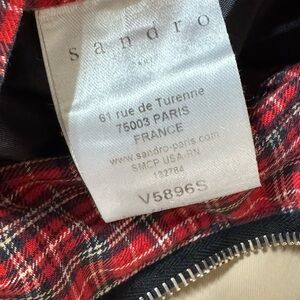 sandro
PARIS
61 rue de Turenne
75003 PARIS
FRANCE
www.sandro-paris.com
SMCP USA-RN
132784
V5896S